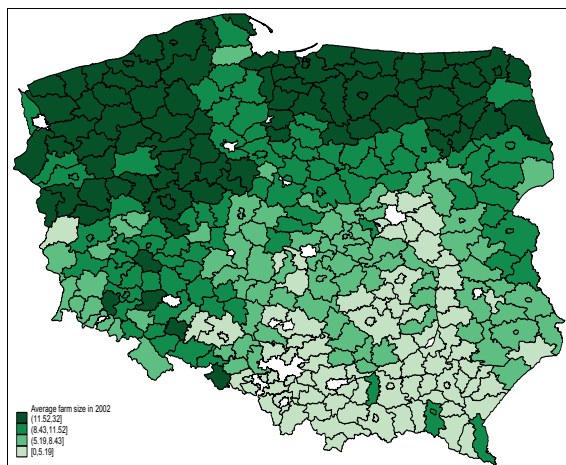 Average farm size in 2002
(11.52,32]
(8.43,11.52]
(5.19,8.43]
[0,5.19]